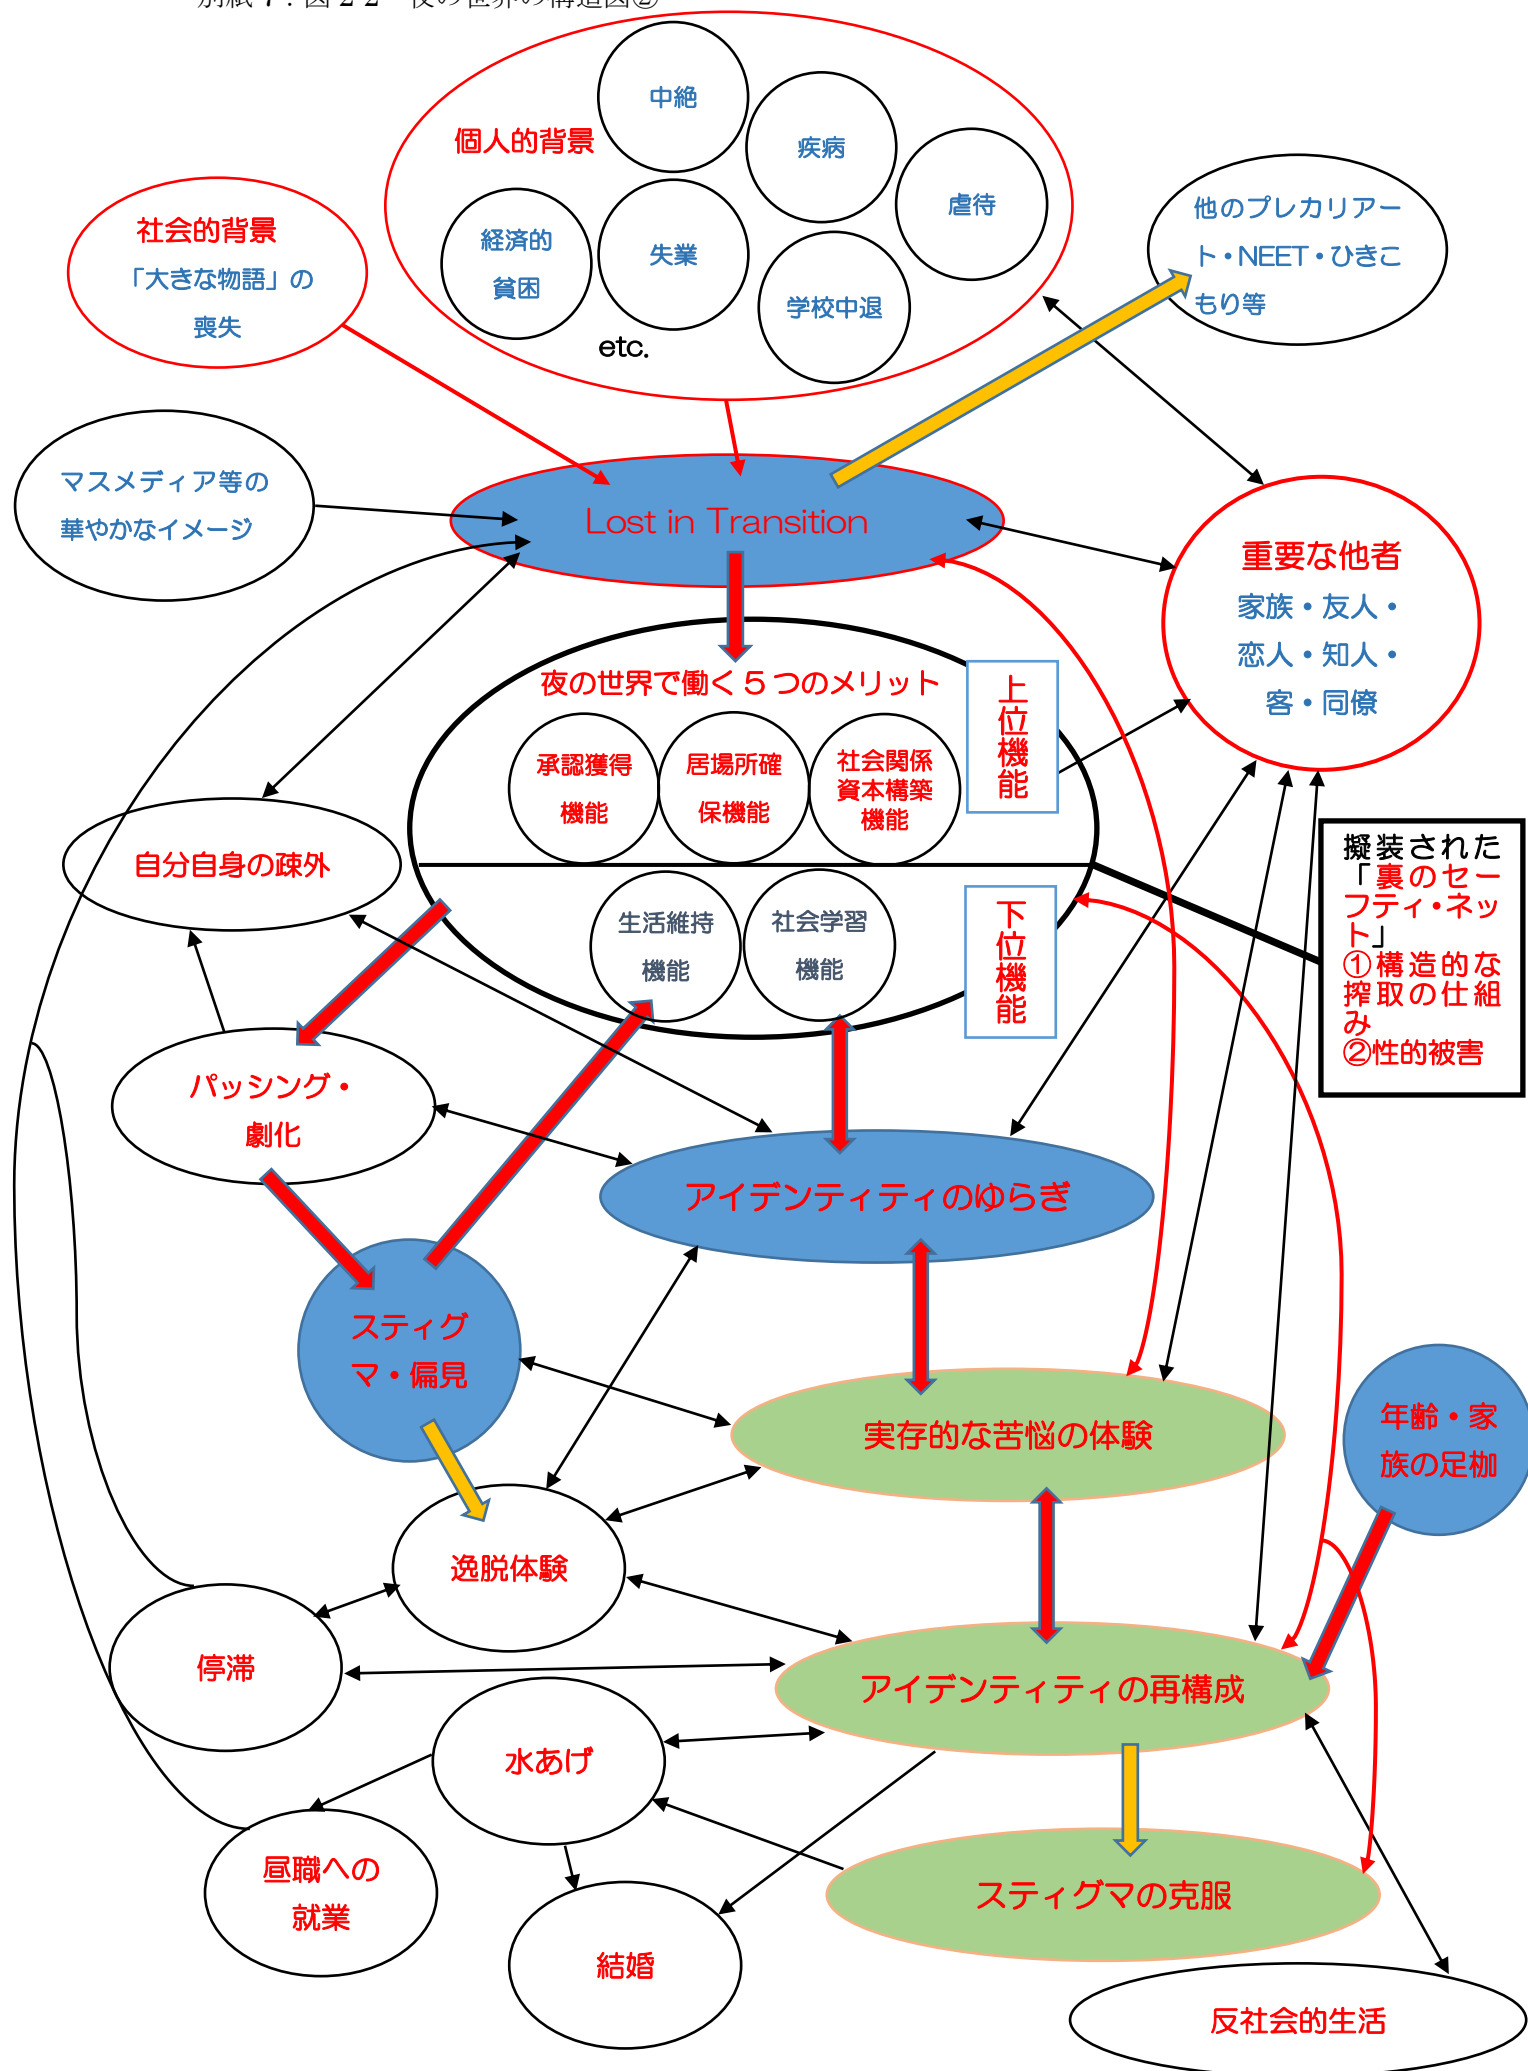 別紙7：図2-2　夜の世界の構造図②
中絶
個人的背景
疾病
虐待
経済的
貧困
失業
学校中退
etc.
社会的背景
「大きな物語」の
喪失
他のプレカリアー
ト・NEET・ひきこ
もり等
マスメディア等の
華やかなイメージ
Lost in Transition
重要な他者
家族・友人・
恋人・知人・
客・同僚
夜の世界で働く５つのメリット
上位機能
承認獲得
機能
居場所確
保機能
社会関係
資本構築
機能
自分自身の疎外
擬装された
「裏のセー
フティ・ネッ
ト」
①構造的な
搾取の仕組
み
②性的被害
生活維持
機能
社会学習
機能
下位機能
パッシング・
劇化
アイデンティティのゆらぎ
スティグ
マ・偏見
実存的な苦悩の体験
年齢・家
族の足枷
逸脱体験
停滞
アイデンティティの再構成
水あげ
昼職への
就業
スティグマの克服
結婚
反社会的生活